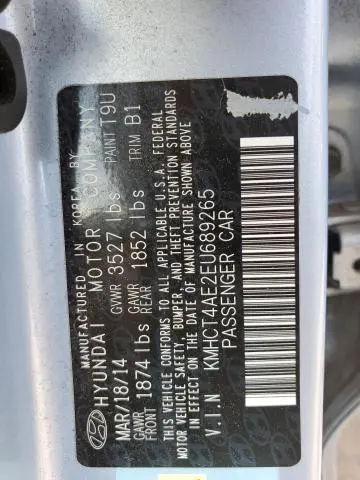 MANUFACTURED IN KOREA BY
HYUNDAI MOTOR COMPANY
MAR/18/14 GVWR 3527 lbs PAINT T9U
GAWR FRONT 1874 lbs GAWR REAR 1852 lbs TRIM B1
THIS VEHICLE CONFORMS TO ALL APPLICABLE U.S.A. FEDERAL
MOTOR VEHICLE SAFETY, BUMPER, AND THEFT PREVENTION STANDARDS
IN EFFECT ON THE DATE OF MANUFACTURE SHOWN ABOVE
V.I.N KMHCT4AE2EU689265
PASSENGER CAR